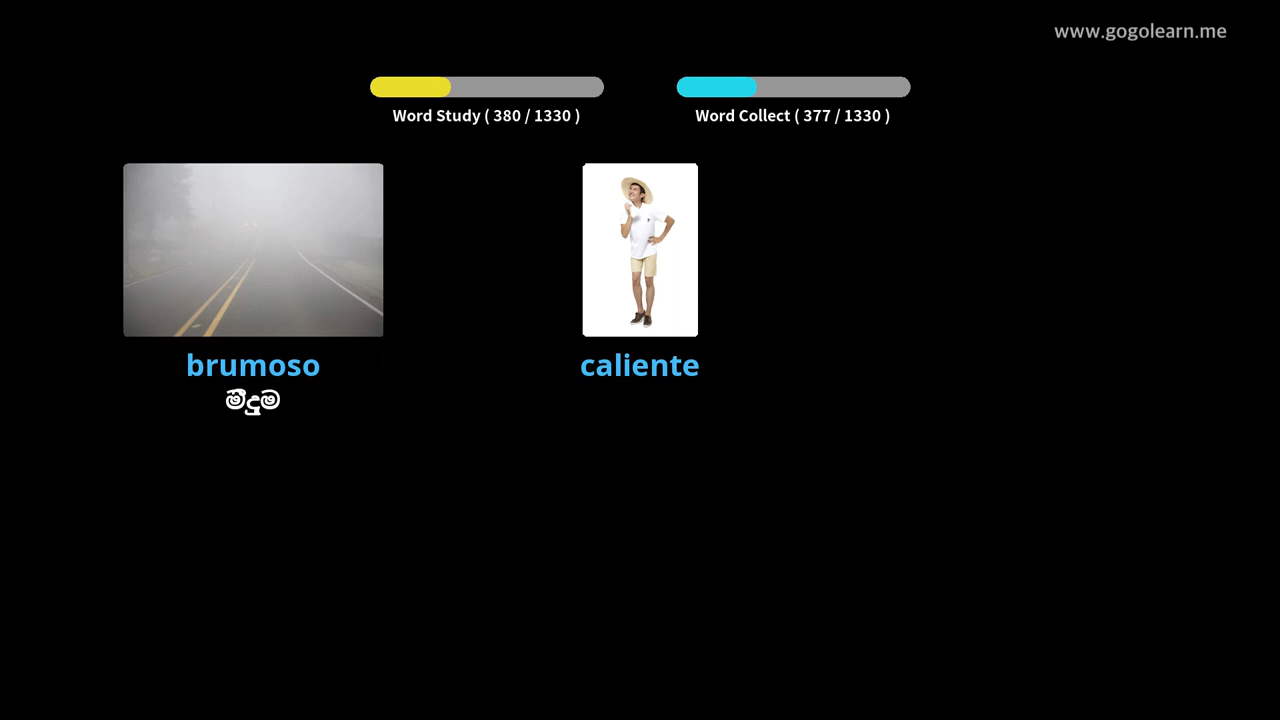 www.gogolearn.me
Word Study ( 380 / 1330 )
Word Collect ( 377 / 1330 )
brumoso
මීදුම
caliente